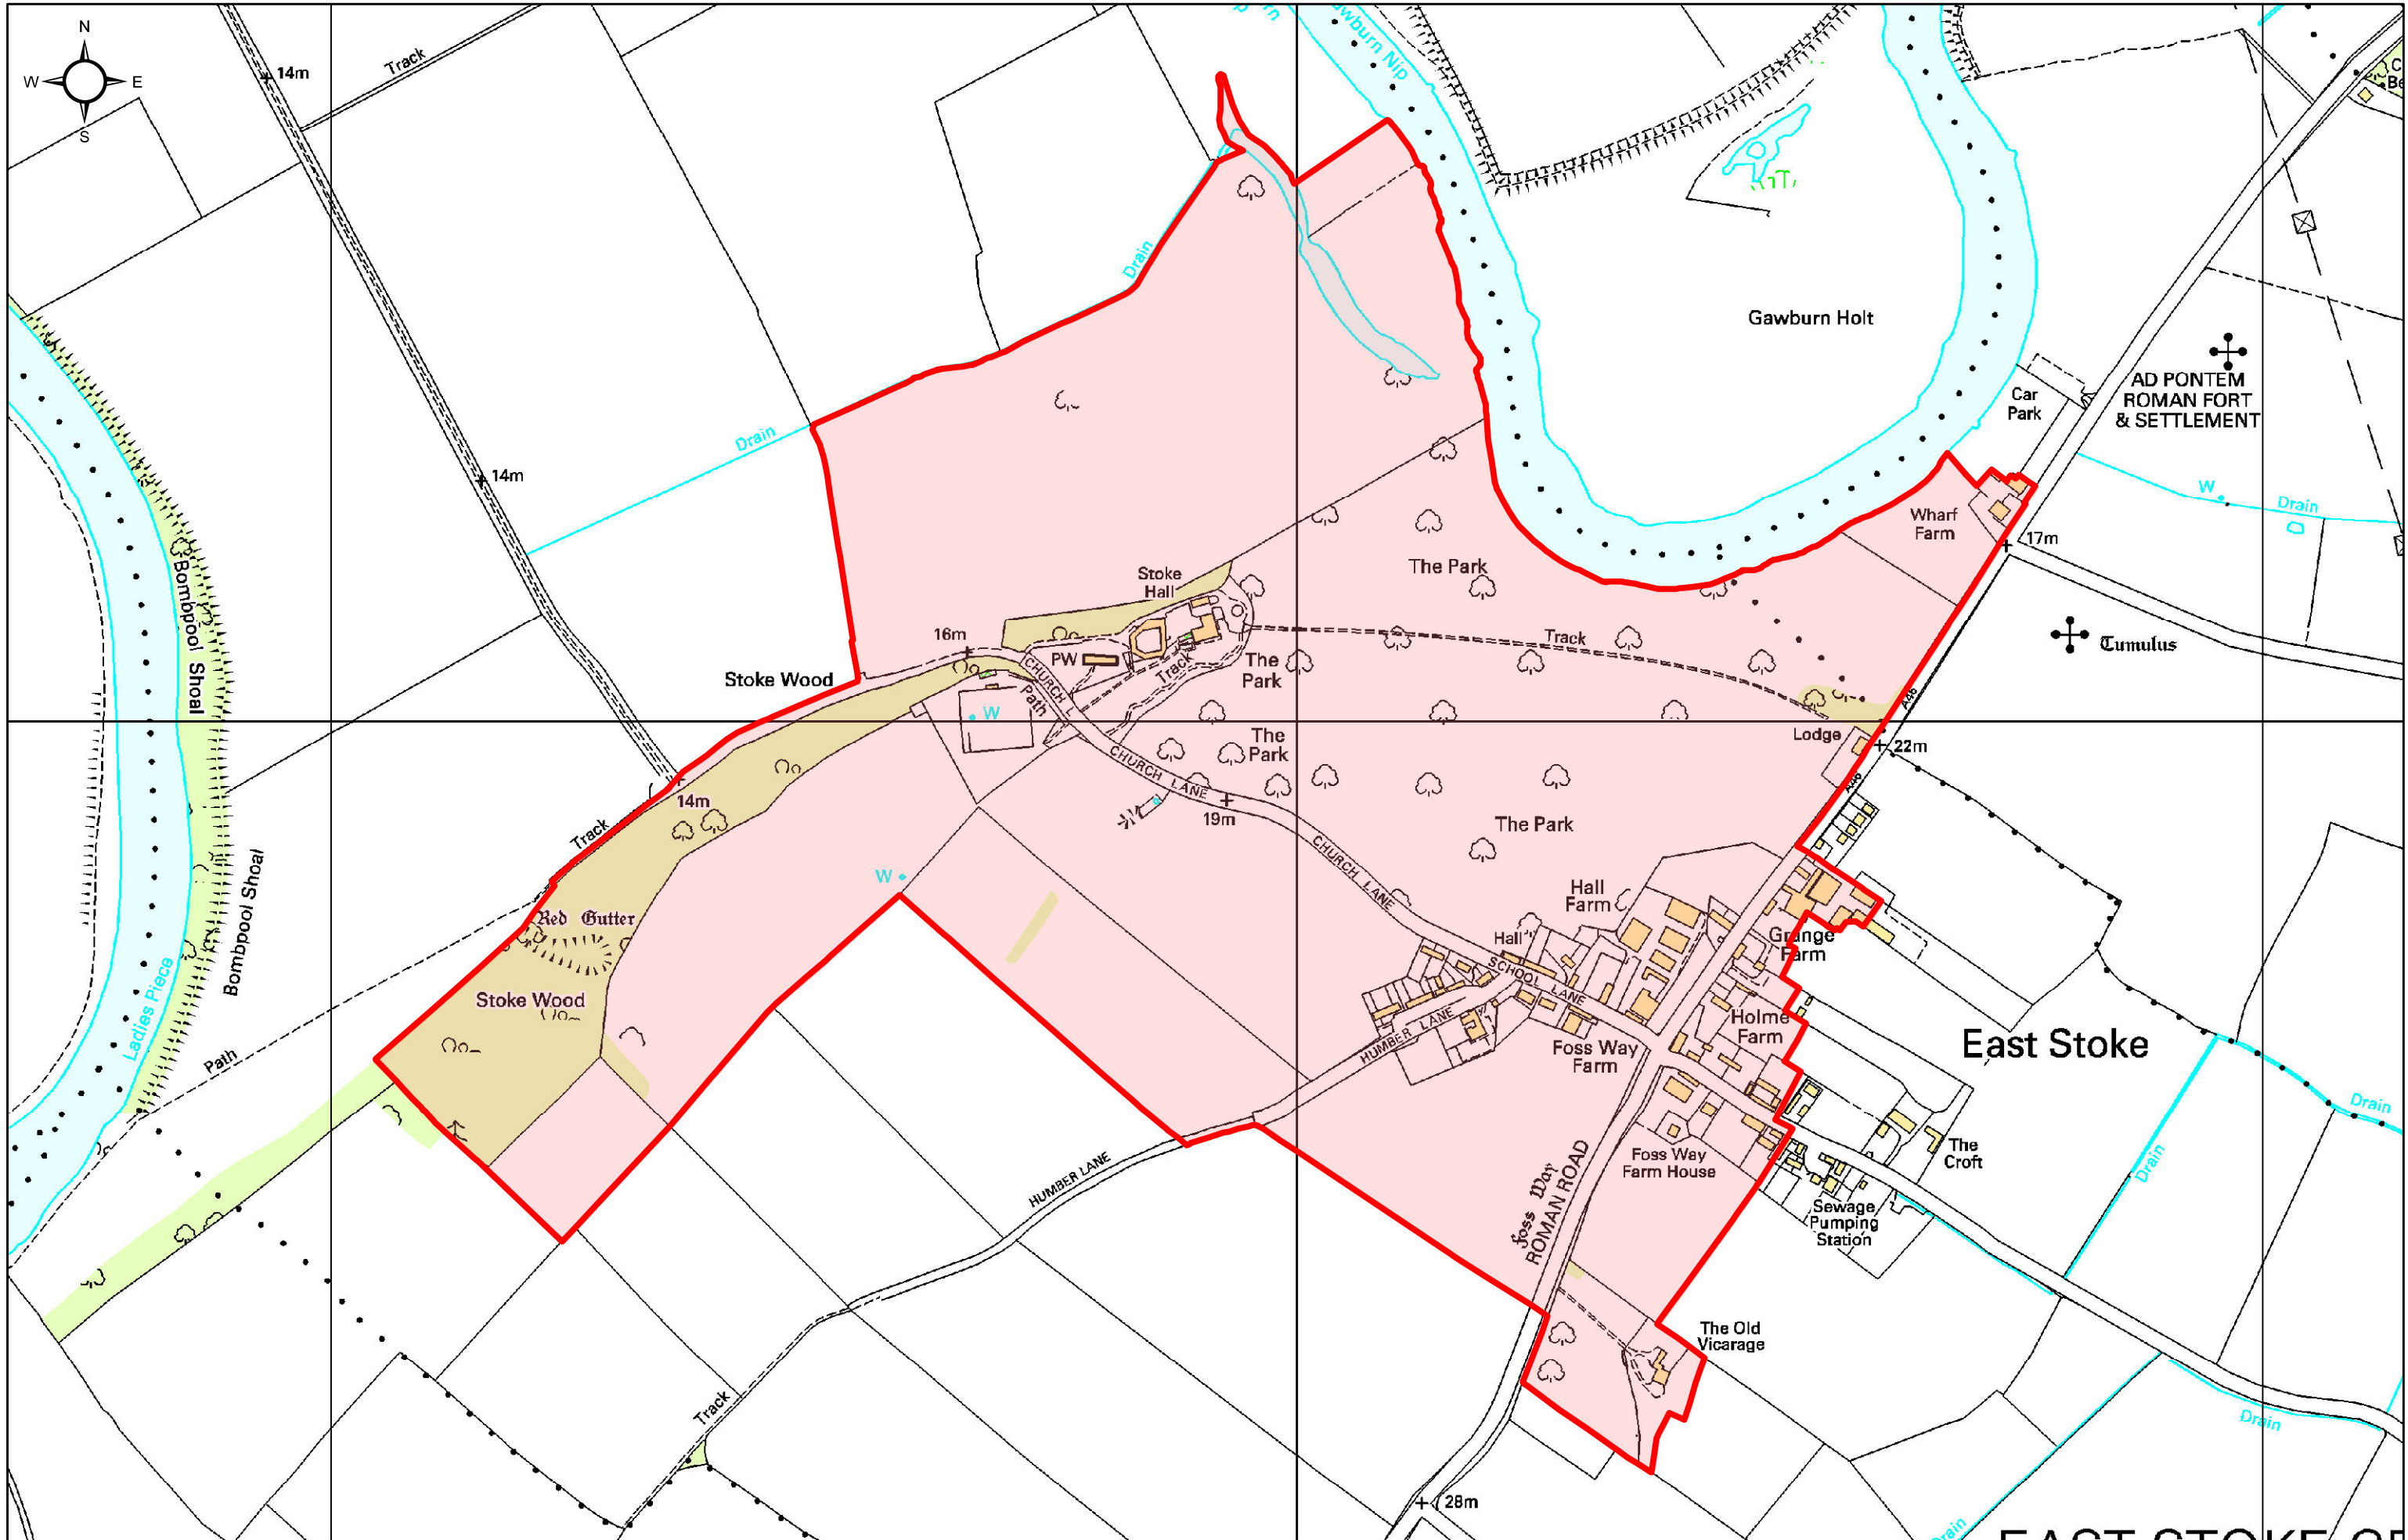 N
W
E
S
14m
Track
Gawburn Nip
Drain
Gawburn Holt
Car
Park
AD PONTEM
ROMAN FORT
& SETTLEMENT
Drain
14m
W
Drain
Wharf
Farm
17m
Bombpool Shoal
Stoke
Hall
The Park
Track
16m
PW
CHURCH
Track
The
Park
Tumulus
Stoke Wood
Path
W
A46
Lodge
22m
The
Park
CHURCH LANE
A46
14m
19m
The Park
Track
W
CHURCH LANE
Bombpool Shoal
Hall
Farm
Red Gutter
Hall
Grange
Farm
Ladies Piece
Stoke Wood
SCHOOL LANE
Holme
Farm
HUMBER LANE
Foss Way
Farm
East Stoke
Path
Drain
Drain
The
Croft
Foss Way
Farm House
HUMBER LANE
Foss Way
ROMAN ROAD
Sewage
Pumping
Station
The Old
Vicarage
Track
Drain
28m
Drain
EAST STOKE